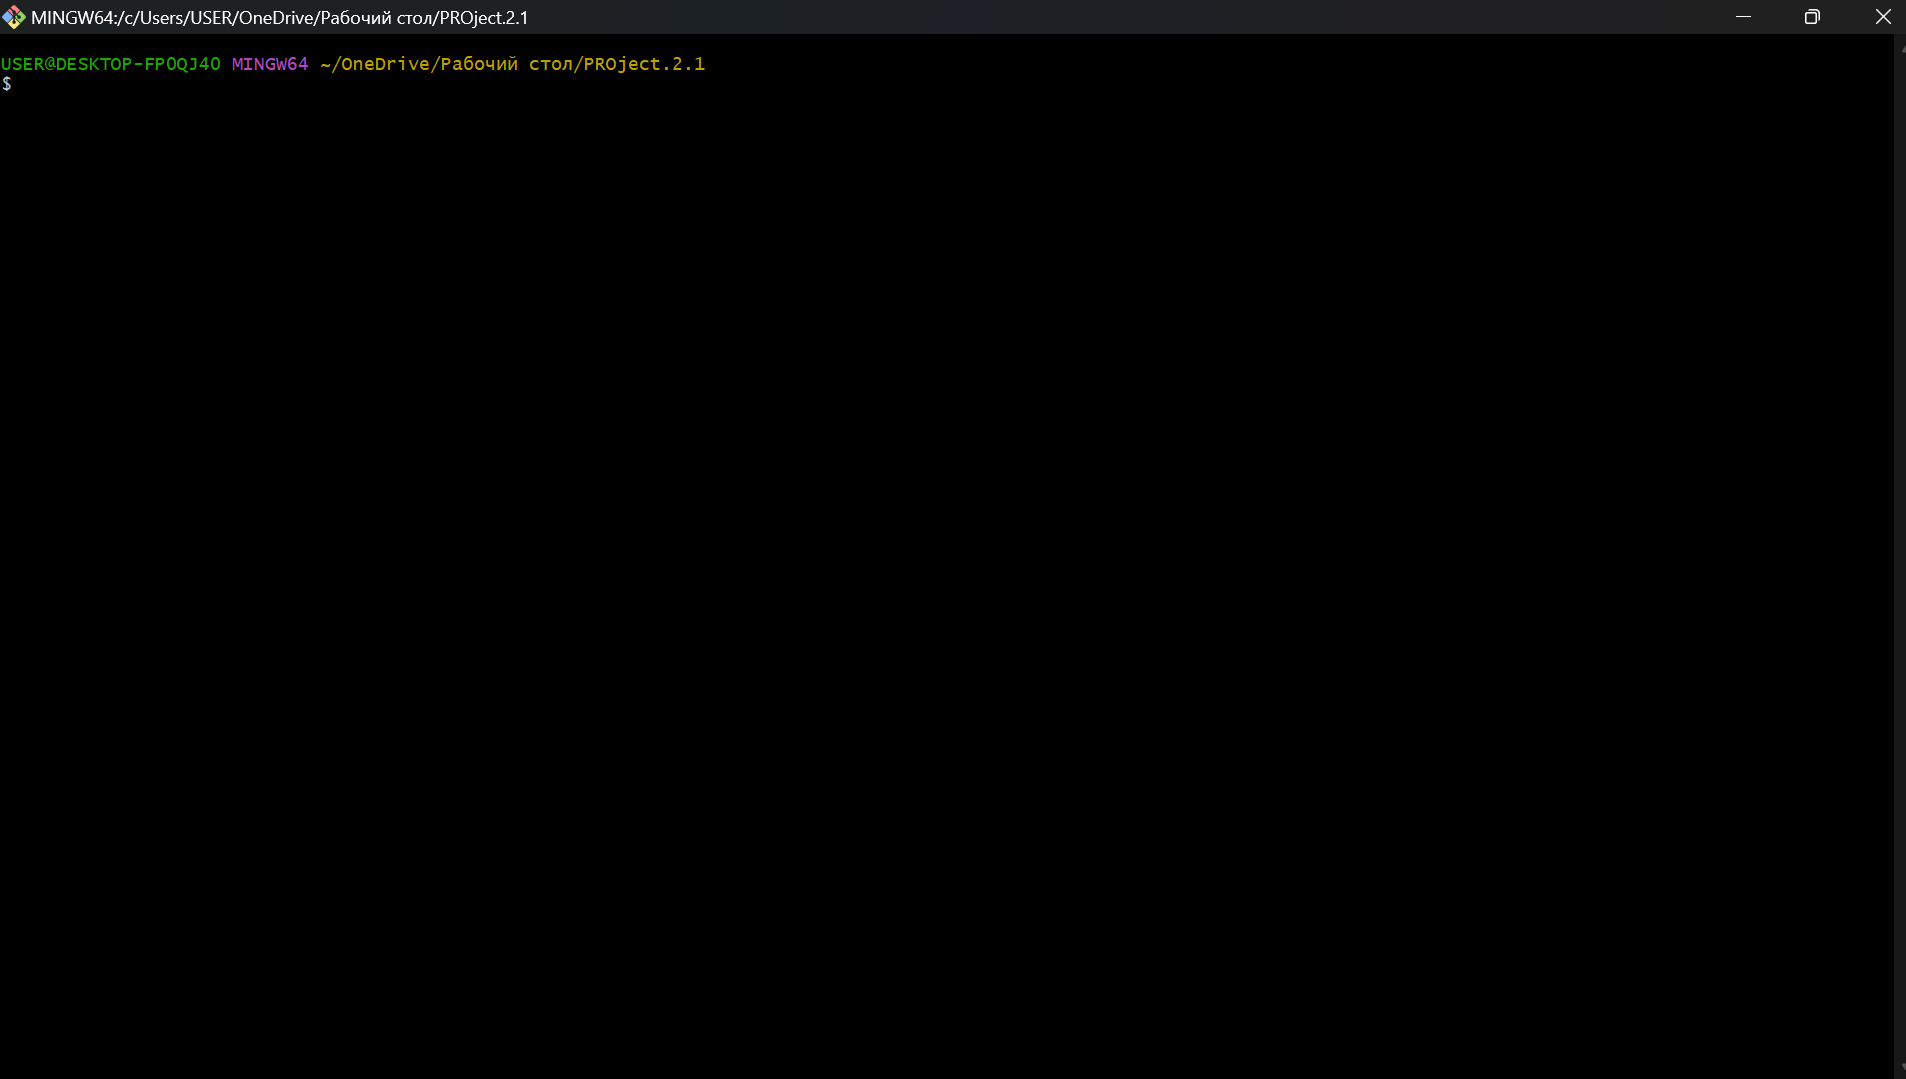 MINGW64:/c/Users/USER/OneDrive/Рабочий стол/PROject.2.1
USER@DESKTOP-FP0QJ40 MINGW64 ~/OneDrive/Рабочий стол/PROject.2.1
$